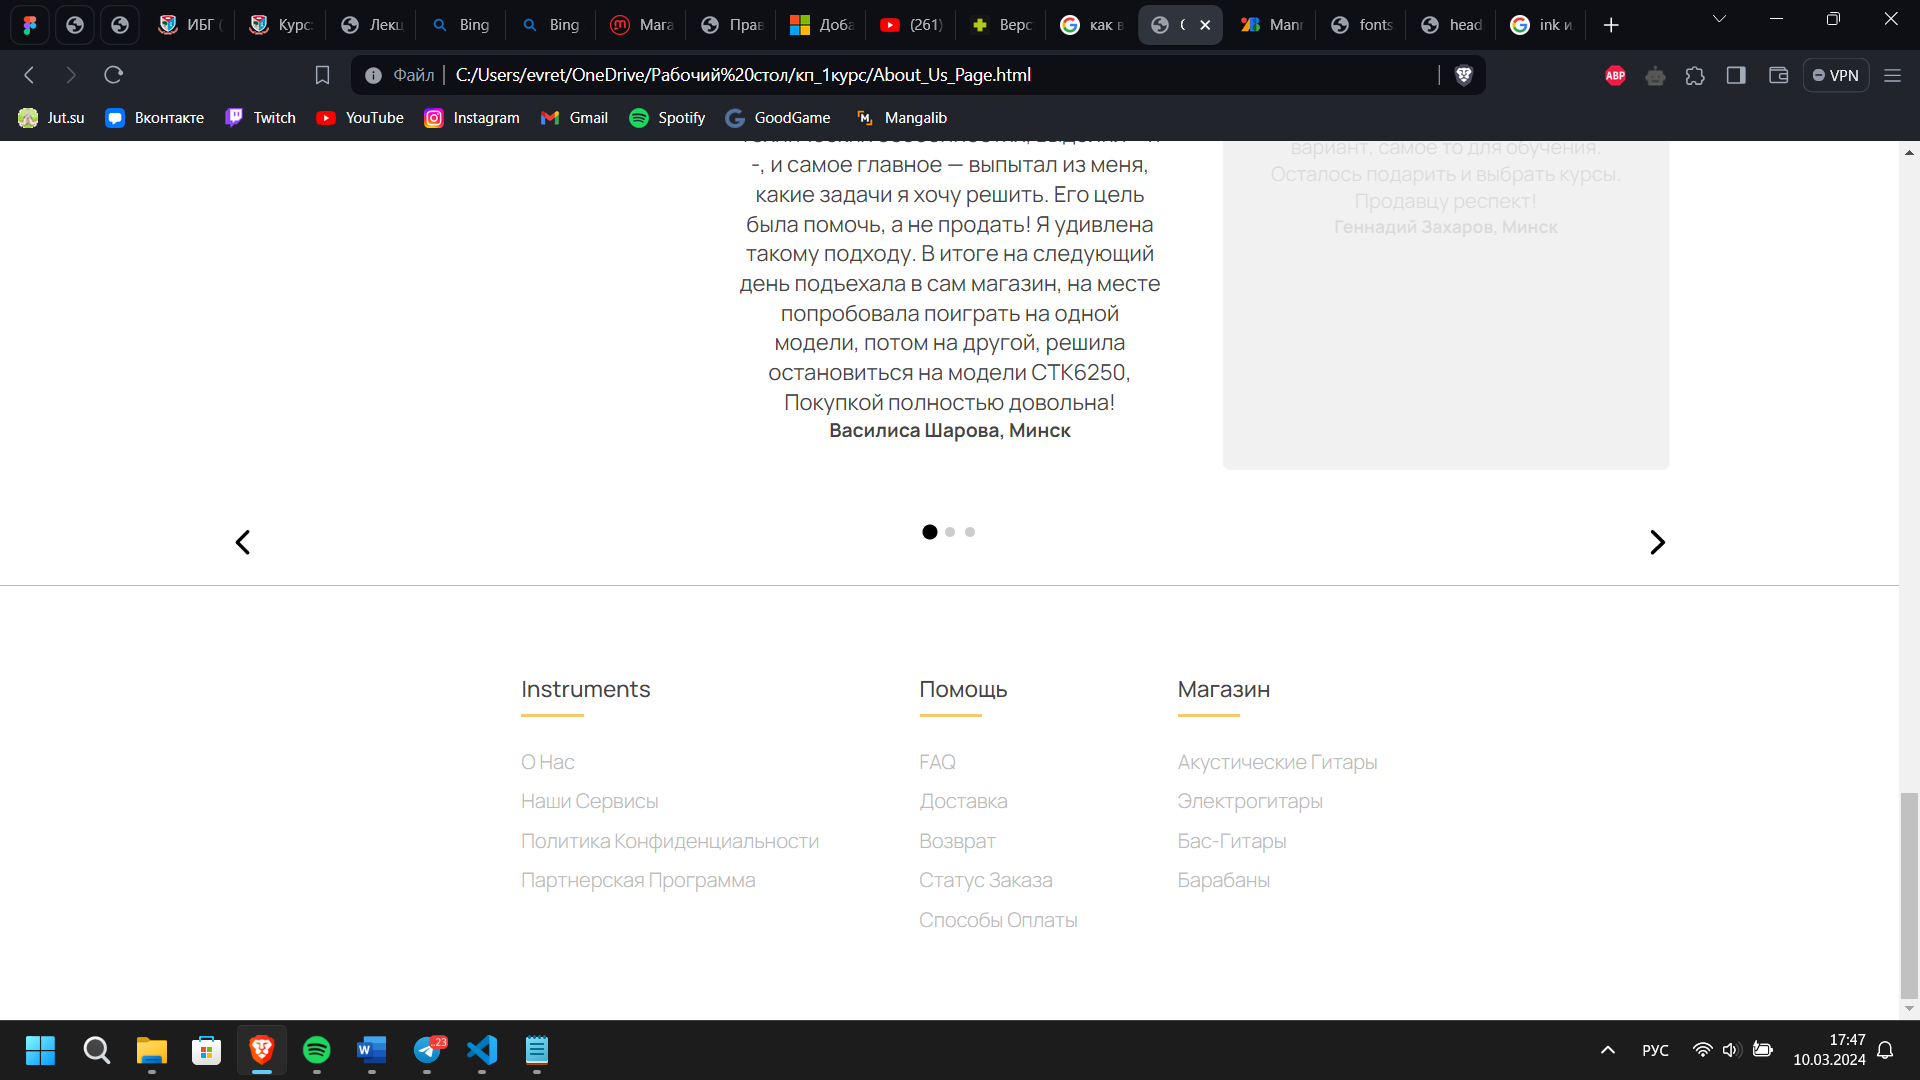 ИБГ (
Курс:
Лекц
Bing
Bing
Мага
Прав
Доба
(261)
Верс
как в
Manr
fonts
head
ink и
Файл
C:/Users/evret/OneDrive/Рабочий%20стол/кп_1курс/About_Us_Page.html
ABP
VPN
Jut.su
Вконтакте
Twitch
YouTube
Instagram
Gmail
Spotify
GoodGame
Mangalib
-, и самое главное — выпытал из меня,
какие задачи я хочу решить. Его цель
была помочь, а не продать! Я удивлена
такому подходу. В итоге на следующий
день подъехала в сам магазин, на месте
попробовала поиграть на одной
модели, потом на другой, решила
остановиться на модели CTK6250,
Покупкой полностью довольна!
Василиса Шарова, Минск
вариант, самое то для обучения.
Осталось подарить и выбрать курсы.
Продавцу респект!
Геннадий Захаров, Минск
Instruments
О Нас
Наши Сервисы
Политика Конфиденциальности
Партнерская Программа
Помощь
FAQ
Доставка
Возврат
Статус Заказа
Способы Оплаты
Магазин
Акустические Гитары
Электрогитары
Бас-Гитары
Барабаны
23
РУС
17:47
10.03.2024